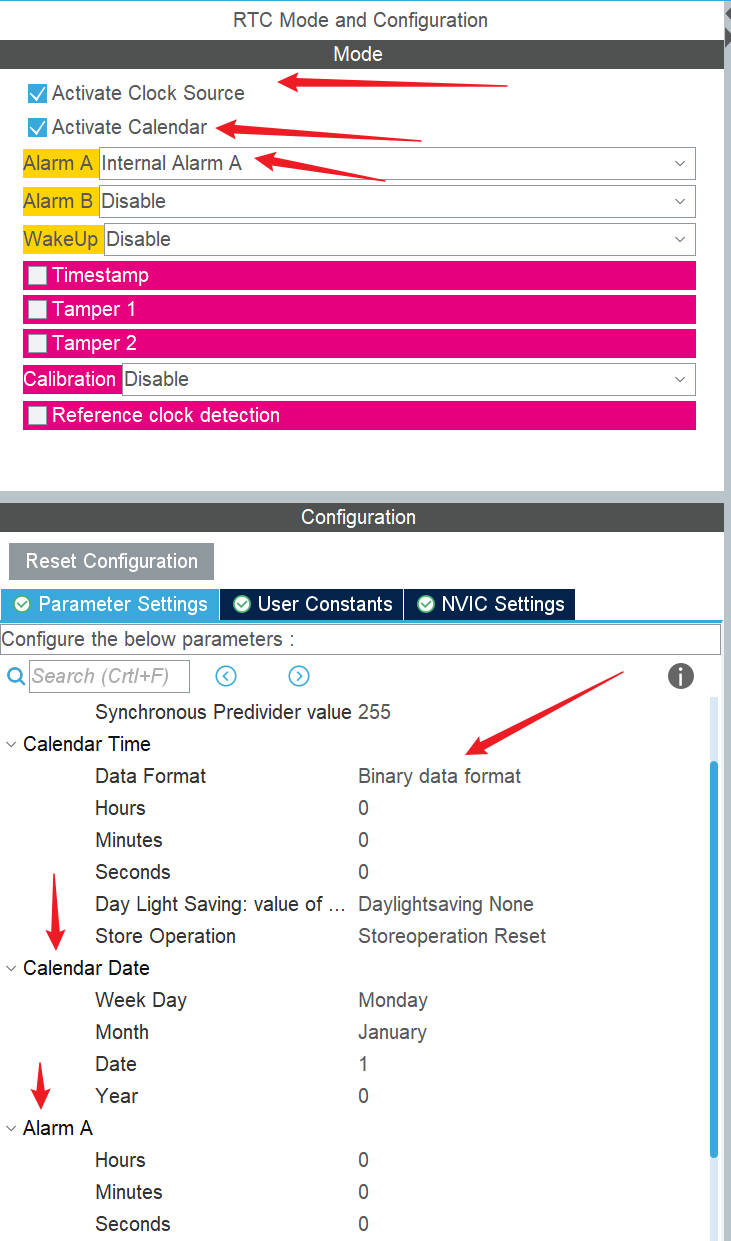 RTC Mode and Configuration
Mode
Activate Clock Source
Activate Calendar
Alarm A Internal Alarm A
Alarm B Disable
WakeUp Disable
Timestamp
Tamper 1
Tamper 2
Calibration Disable
Reference clock detection
Configuration
Reset Configuration
Parameter Settings User Constants NVIC Settings
Configure the below parameters :
Search (Crtl+F)
Synchronous Predivider value 255
Calendar Time
Data Format Binary data format
Hours 0
Minutes 0
Seconds 0
Day Light Saving: value of ... Daylightsaving None
Store Operation Storeoperation Reset
Calendar Date
Week Day Monday
Month January
Date 1
Year 0
Alarm A
Hours 0
Minutes 0
Seconds 0